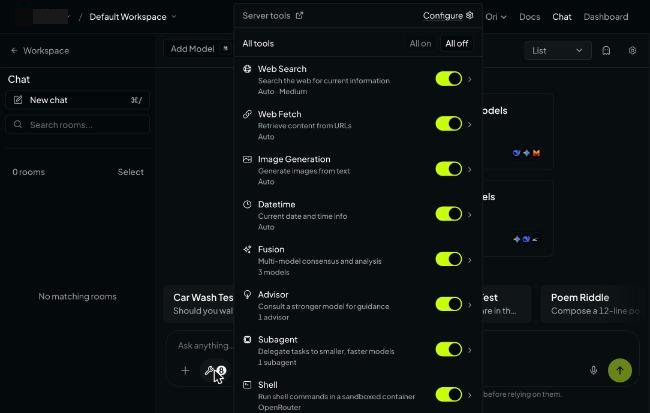 Server tools
Configure
/ Default Workspace
Ori
Docs
Chat
Dashboard
Workspace
Add Model
All tools
All on
All off
List
Chat
New chat
⌘/
Search rooms...
0 rooms
Select
No matching rooms
Web Search
Search the web for current information
Auto · Medium
Web Fetch
Retrieve content from URLs
Auto
Image Generation
Generate images from text
Auto
Datetime
Current date and time info
Auto
Fusion
Multi-model consensus and analysis
3 models
Advisor
Consult a stronger model for guidance
1 advisor
Subagent
Delegate tasks to smaller, faster models
1 subagent
Shell
Run shell commands in a sandboxed container
OpenRouter
odels
els
Car Wash Tes
Should you wal
est
are in th...
Poem Riddle
Compose a 12-line po
Ask anything...
8
before relying on them.